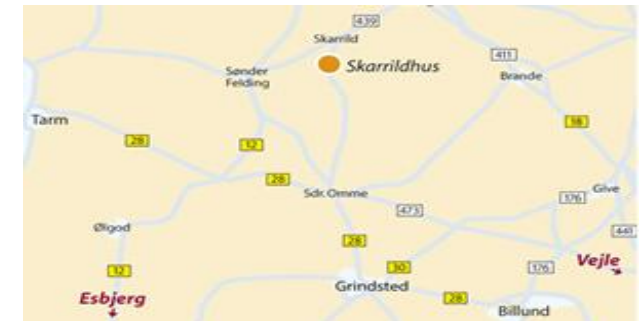 439
Skarrild
Skarrildhus
411
Brande
Sønder
Felding
Tarm
28
12
18
28
Sdr. Omme
Give
176
473
Ølgod
441
28
12
30
176
Vejle
Grindsted
Esbjerg
28
Billund